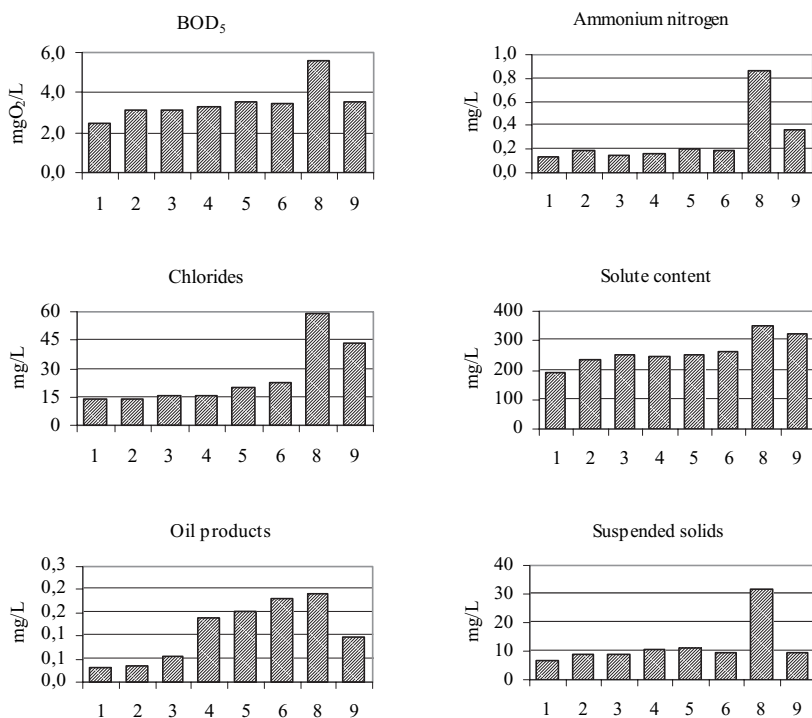 BOD₅
6,0
4,0
2,0
0,0
mgO₂/L
1 2 3 4 5 6 8 9
Ammonium nitrogen
1,0
0,8
0,6
0,4
0,2
0,0
mg/L
1 2 3 4 5 6 8 9
Chlorides
60
45
30
15
0
mg/L
1 2 3 4 5 6 8 9
Solute content
400
300
200
100
0
mg/L
1 2 3 4 5 6 8 9
Oil products
0,3
0,2
0,2
0,1
0,1
0,0
mg/L
1 2 3 4 5 6 8 9
Suspended solids
40
30
20
10
0
mg/L
1 2 3 4 5 6 8 9